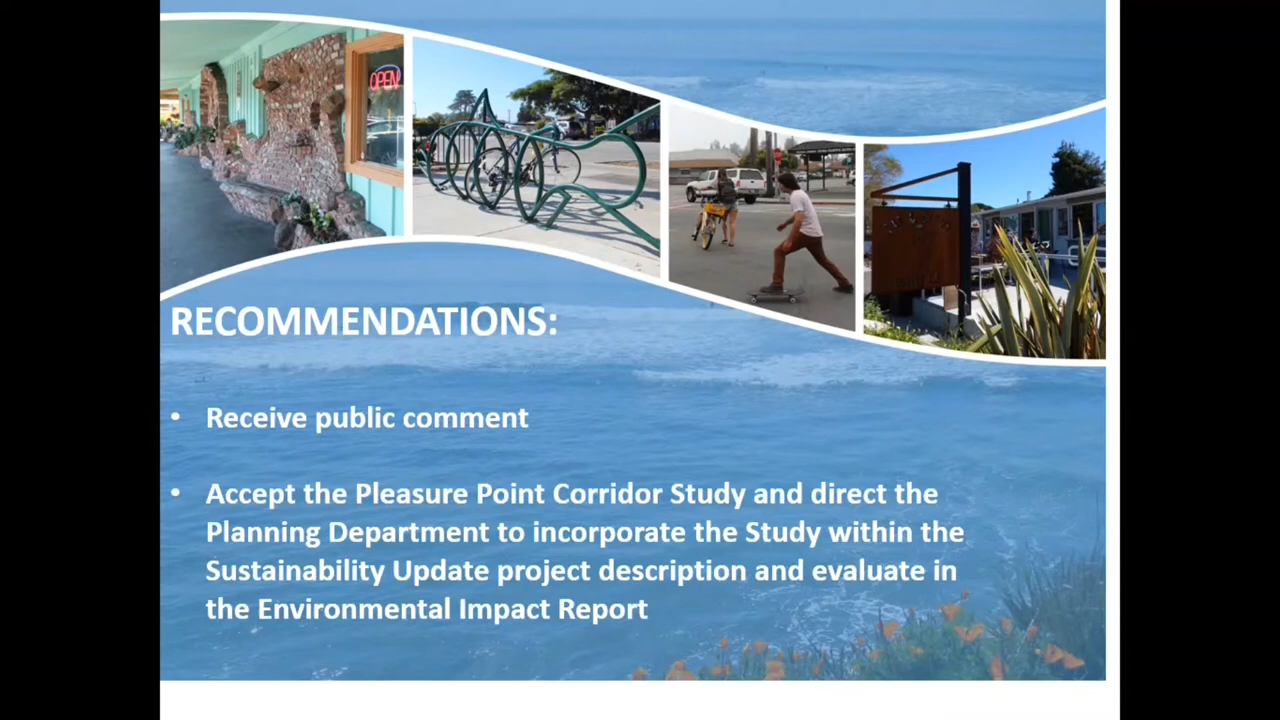 OPEN
RECOMMENDATIONS:
• Receive public comment
• Accept the Pleasure Point Corridor Study and direct the
Planning Department to incorporate the Study within the
Sustainability Update project description and evaluate in
the Environmental Impact Report